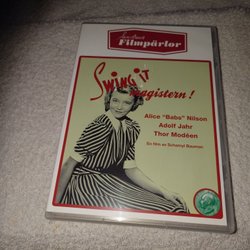 Filmpärlor
Swing it
magistern!
Alice "Babs" Nilson
Adolf Jahr
Thor Modéen
En film av Schamyl Bauman